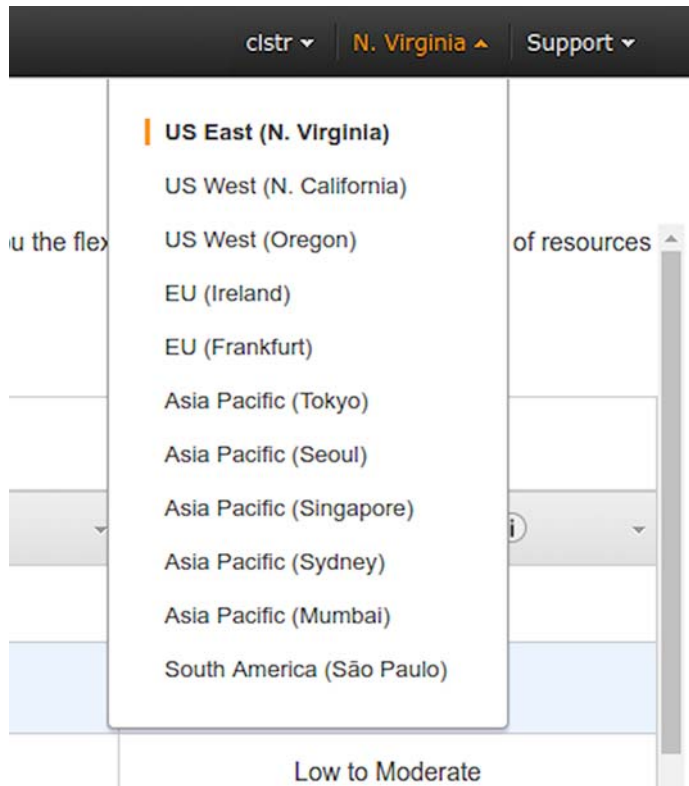 clstr N. Virginia Support
US East (N. Virginia)
US West (N. California)
u the flex of resources
US West (Oregon)
EU (Ireland)
EU (Frankfurt)
Asia Pacific (Tokyo)
Asia Pacific (Seoul)
Asia Pacific (Singapore)
i
Asia Pacific (Sydney)
Asia Pacific (Mumbai)
South America (São Paulo)
Low to Moderate